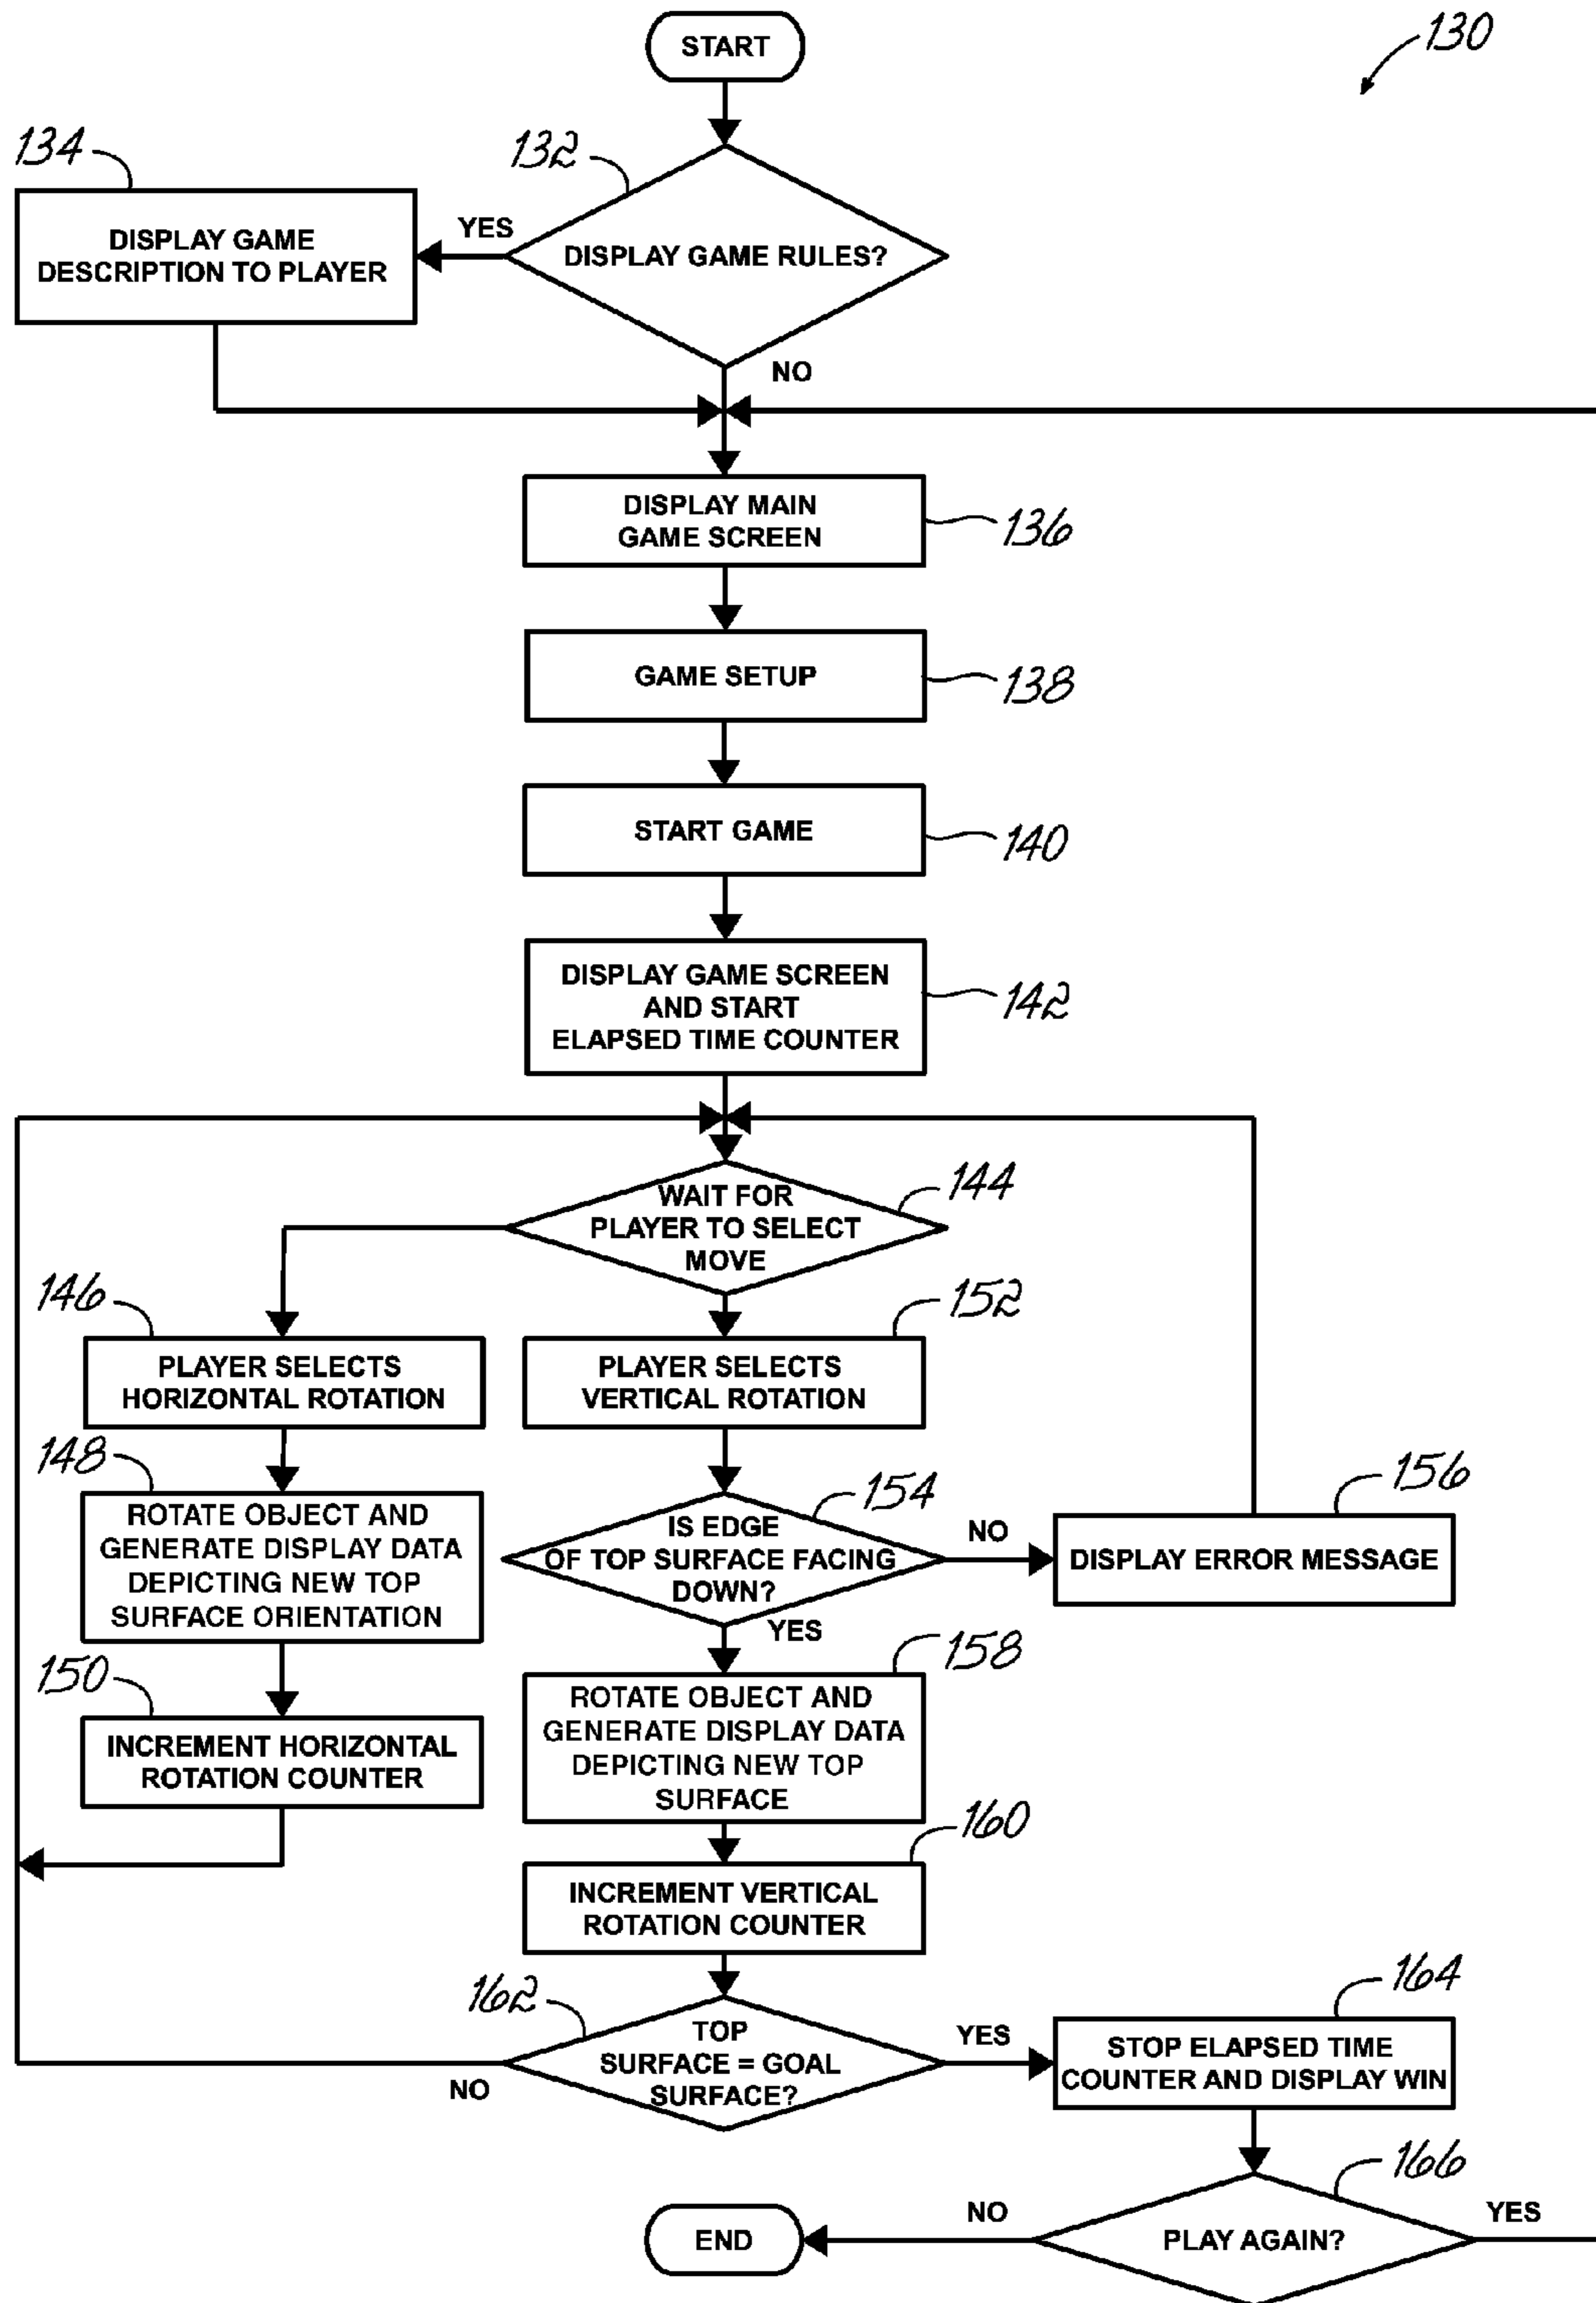 START
130
134
132
YES
DISPLAY GAME
DESCRIPTION TO PLAYER
DISPLAY GAME RULES?
NO
DISPLAY MAIN
GAME SCREEN
136
GAME SETUP
138
START GAME
140
DISPLAY GAME SCREEN
AND START
ELAPSED TIME COUNTER
142
WAIT FOR
PLAYER TO SELECT
MOVE
144
146
152
PLAYER SELECTS
HORIZONTAL ROTATION
PLAYER SELECTS
VERTICAL ROTATION
148
154
156
ROTATE OBJECT AND
GENERATE DISPLAY DATA
DEPICTING NEW TOP
SURFACE ORIENTATION
IS EDGE
OF TOP SURFACE FACING
DOWN?
NO
DISPLAY ERROR MESSAGE
YES
150
158
INCREMENT HORIZONTAL
ROTATION COUNTER
ROTATE OBJECT AND
GENERATE DISPLAY DATA
DEPICTING NEW TOP
SURFACE
160
INCREMENT VERTICAL
ROTATION COUNTER
162
164
TOP
SURFACE = GOAL
SURFACE?
YES
NO
STOP ELAPSED TIME
COUNTER AND DISPLAY WIN
166
END
NO
PLAY AGAIN?
YES